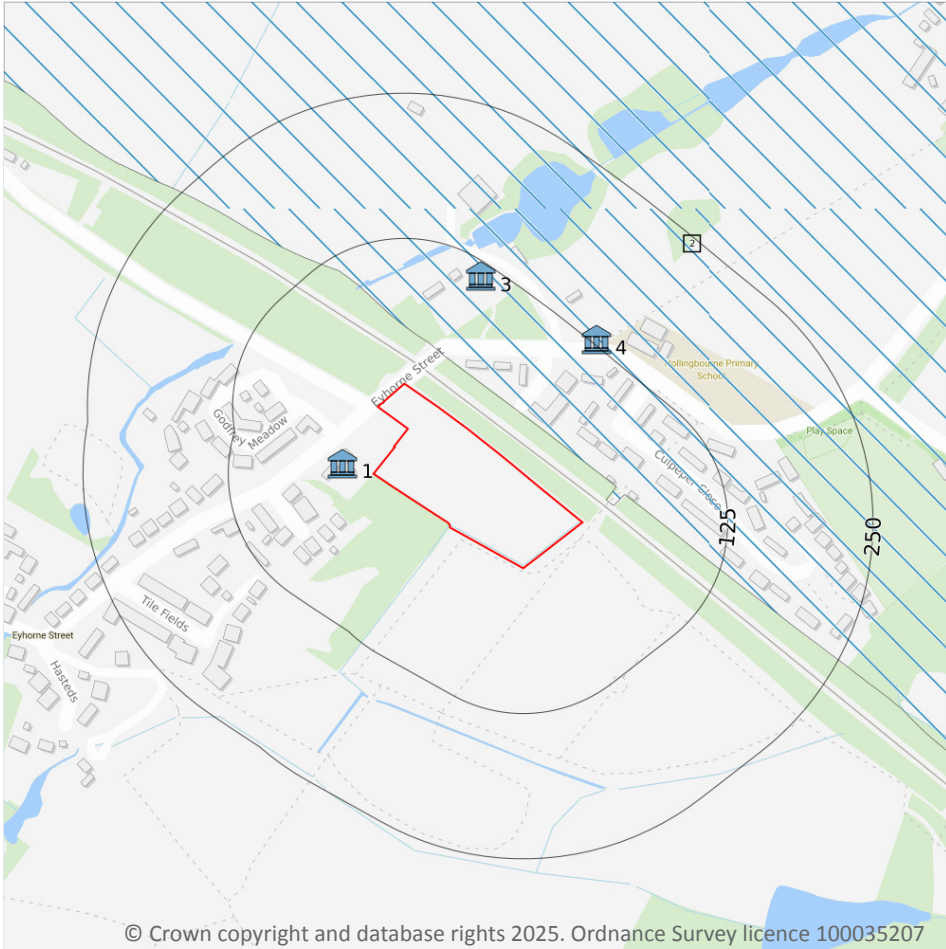 2
3
4
Eyhorne Street
Hollingbourne Primary
School
Godfrey
Meadow
Play Space
1
Culpeper Close
125
250
Tile Fields
Eyhorne Street
Hasteds
© Crown copyright and database rights 2025. Ordnance Survey licence 100035207